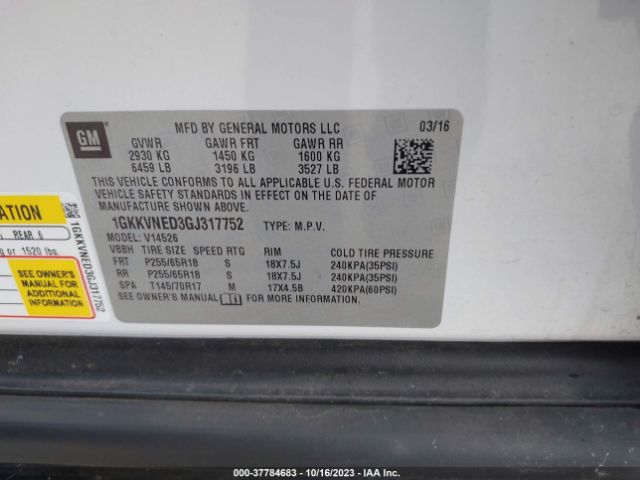 GM
MFD BY GENERAL MOTORS LLC 03/16
GVWR GAWR FRT GAWR RR
2930 KG 1450 KG 1600 KG
6459 LB 3196 LB 3527 LB
THIS VEHICLE CONFORMS TO ALL APPLICABLE U.S. FEDERAL MOTOR
VEHICLE SAFETY STANDARDS IN EFFECT ON THE DATE OF
MANUFACTURE SHOWN ABOVE.
1GKKVNED3GJ317752 TYPE: M.P.V.
MODEL: V14526
VBBH TIRE SIZE SPEED RTG RIM COLD TIRE PRESSURE
FRT P255/65R18 S 18X7.5J 240KPA(35PSI)
RR P255/65R18 S 18X7.5J 240KPA(35PSI)
SPA T145/70R17 M 17X4.5B 420KPA(60PSI)
SEE OWNER'S MANUAL FOR MORE INFORMATION.
ATION
REAR 6
g or 1520 lbs.
SEE OWNER'S
MANUAL FOR
ADDITIONAL
INFORMATION
1GKKVNED3GJ317752
000-37784683 | 10/16/2023 | IAAI.com